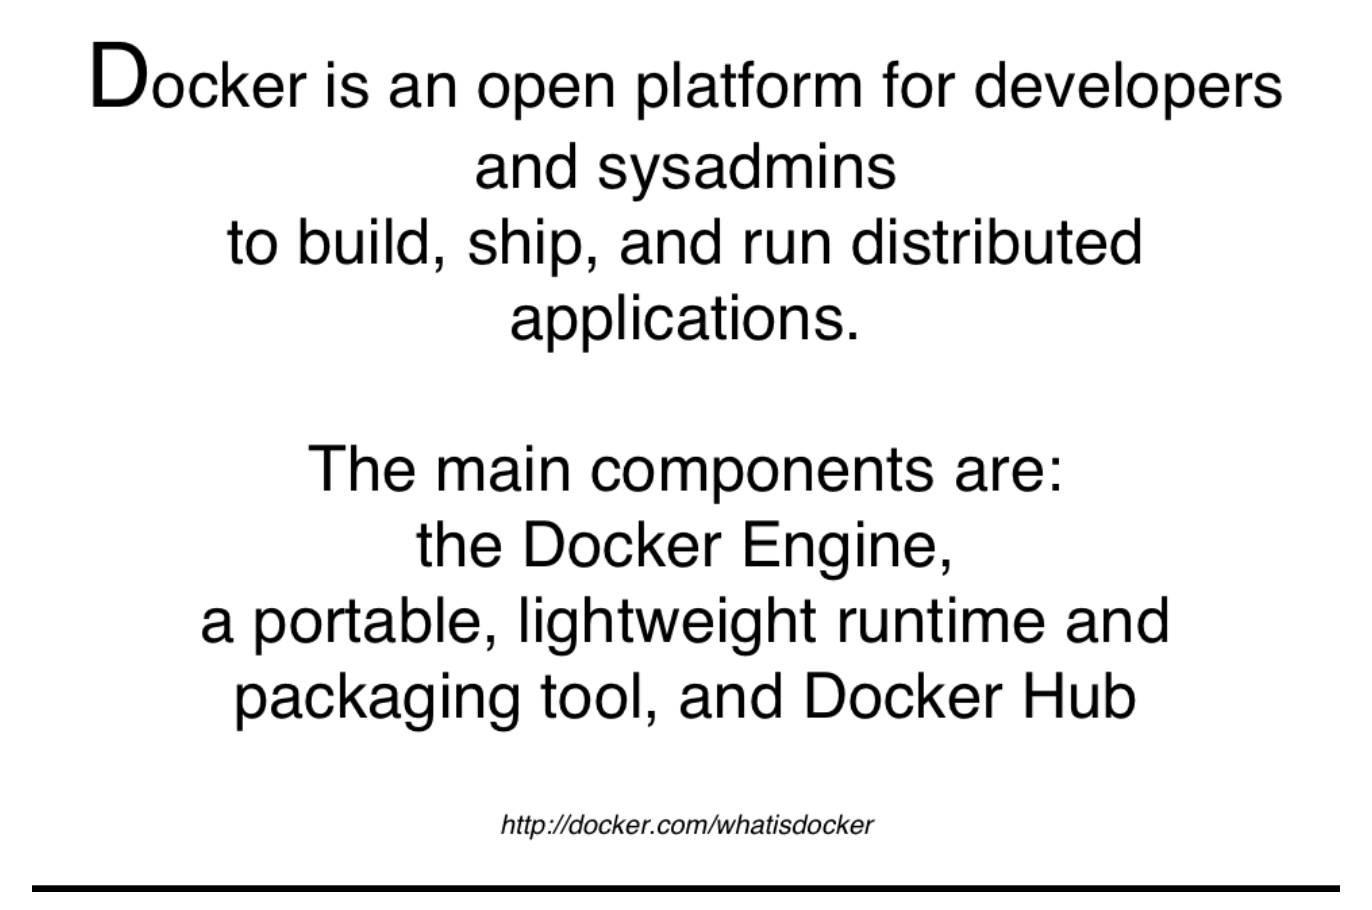 Docker is an open platform for developers
and sysadmins
to build, ship, and run distributed
applications.
The main components are:
the Docker Engine,
a portable, lightweight runtime and
packaging tool, and Docker Hub
http://docker.com/whatisdocker